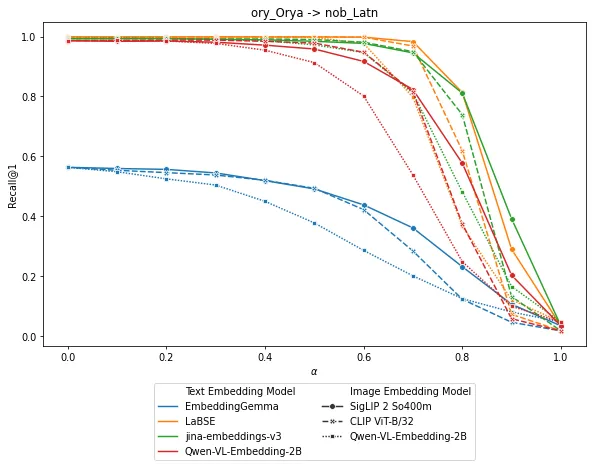 ory_Orya -> nob_Latn
1.0
0.8
0.6
0.4
0.2
0.0
Recall@1
0.0 0.2 0.4 0.6 0.8 1.0
α
Text Embedding Model Image Embedding Model
EmbeddingGemma SigLIP 2 So400m
LaBSE CLIP ViT-B/32
jina-embeddings-v3 Qwen-VL-Embedding-2B
Qwen-VL-Embedding-2B